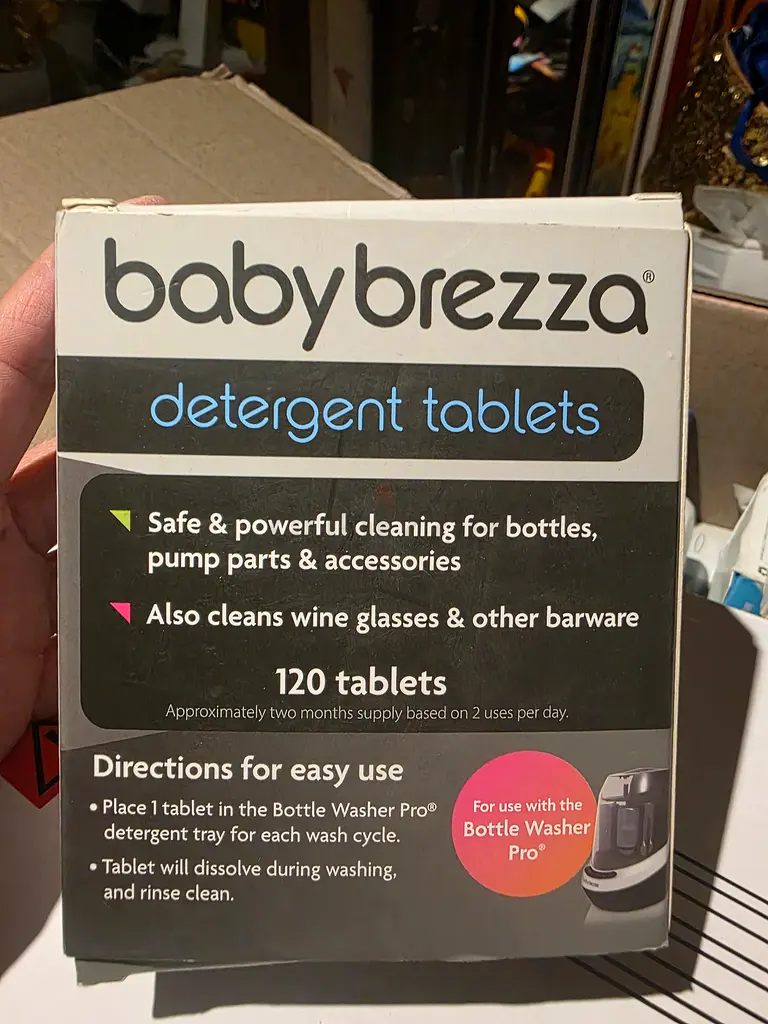 babybrezza®
detergent tablets
Safe & powerful cleaning for bottles,
pump parts & accessories
Also cleans wine glasses & other barware
120 tablets
Approximately two months supply based on 2 uses per day.
Directions for easy use
• Place 1 tablet in the Bottle Washer Pro®
detergent tray for each wash cycle.
• Tablet will dissolve during washing,
and rinse clean.
For use with the
Bottle Washer
Pro®